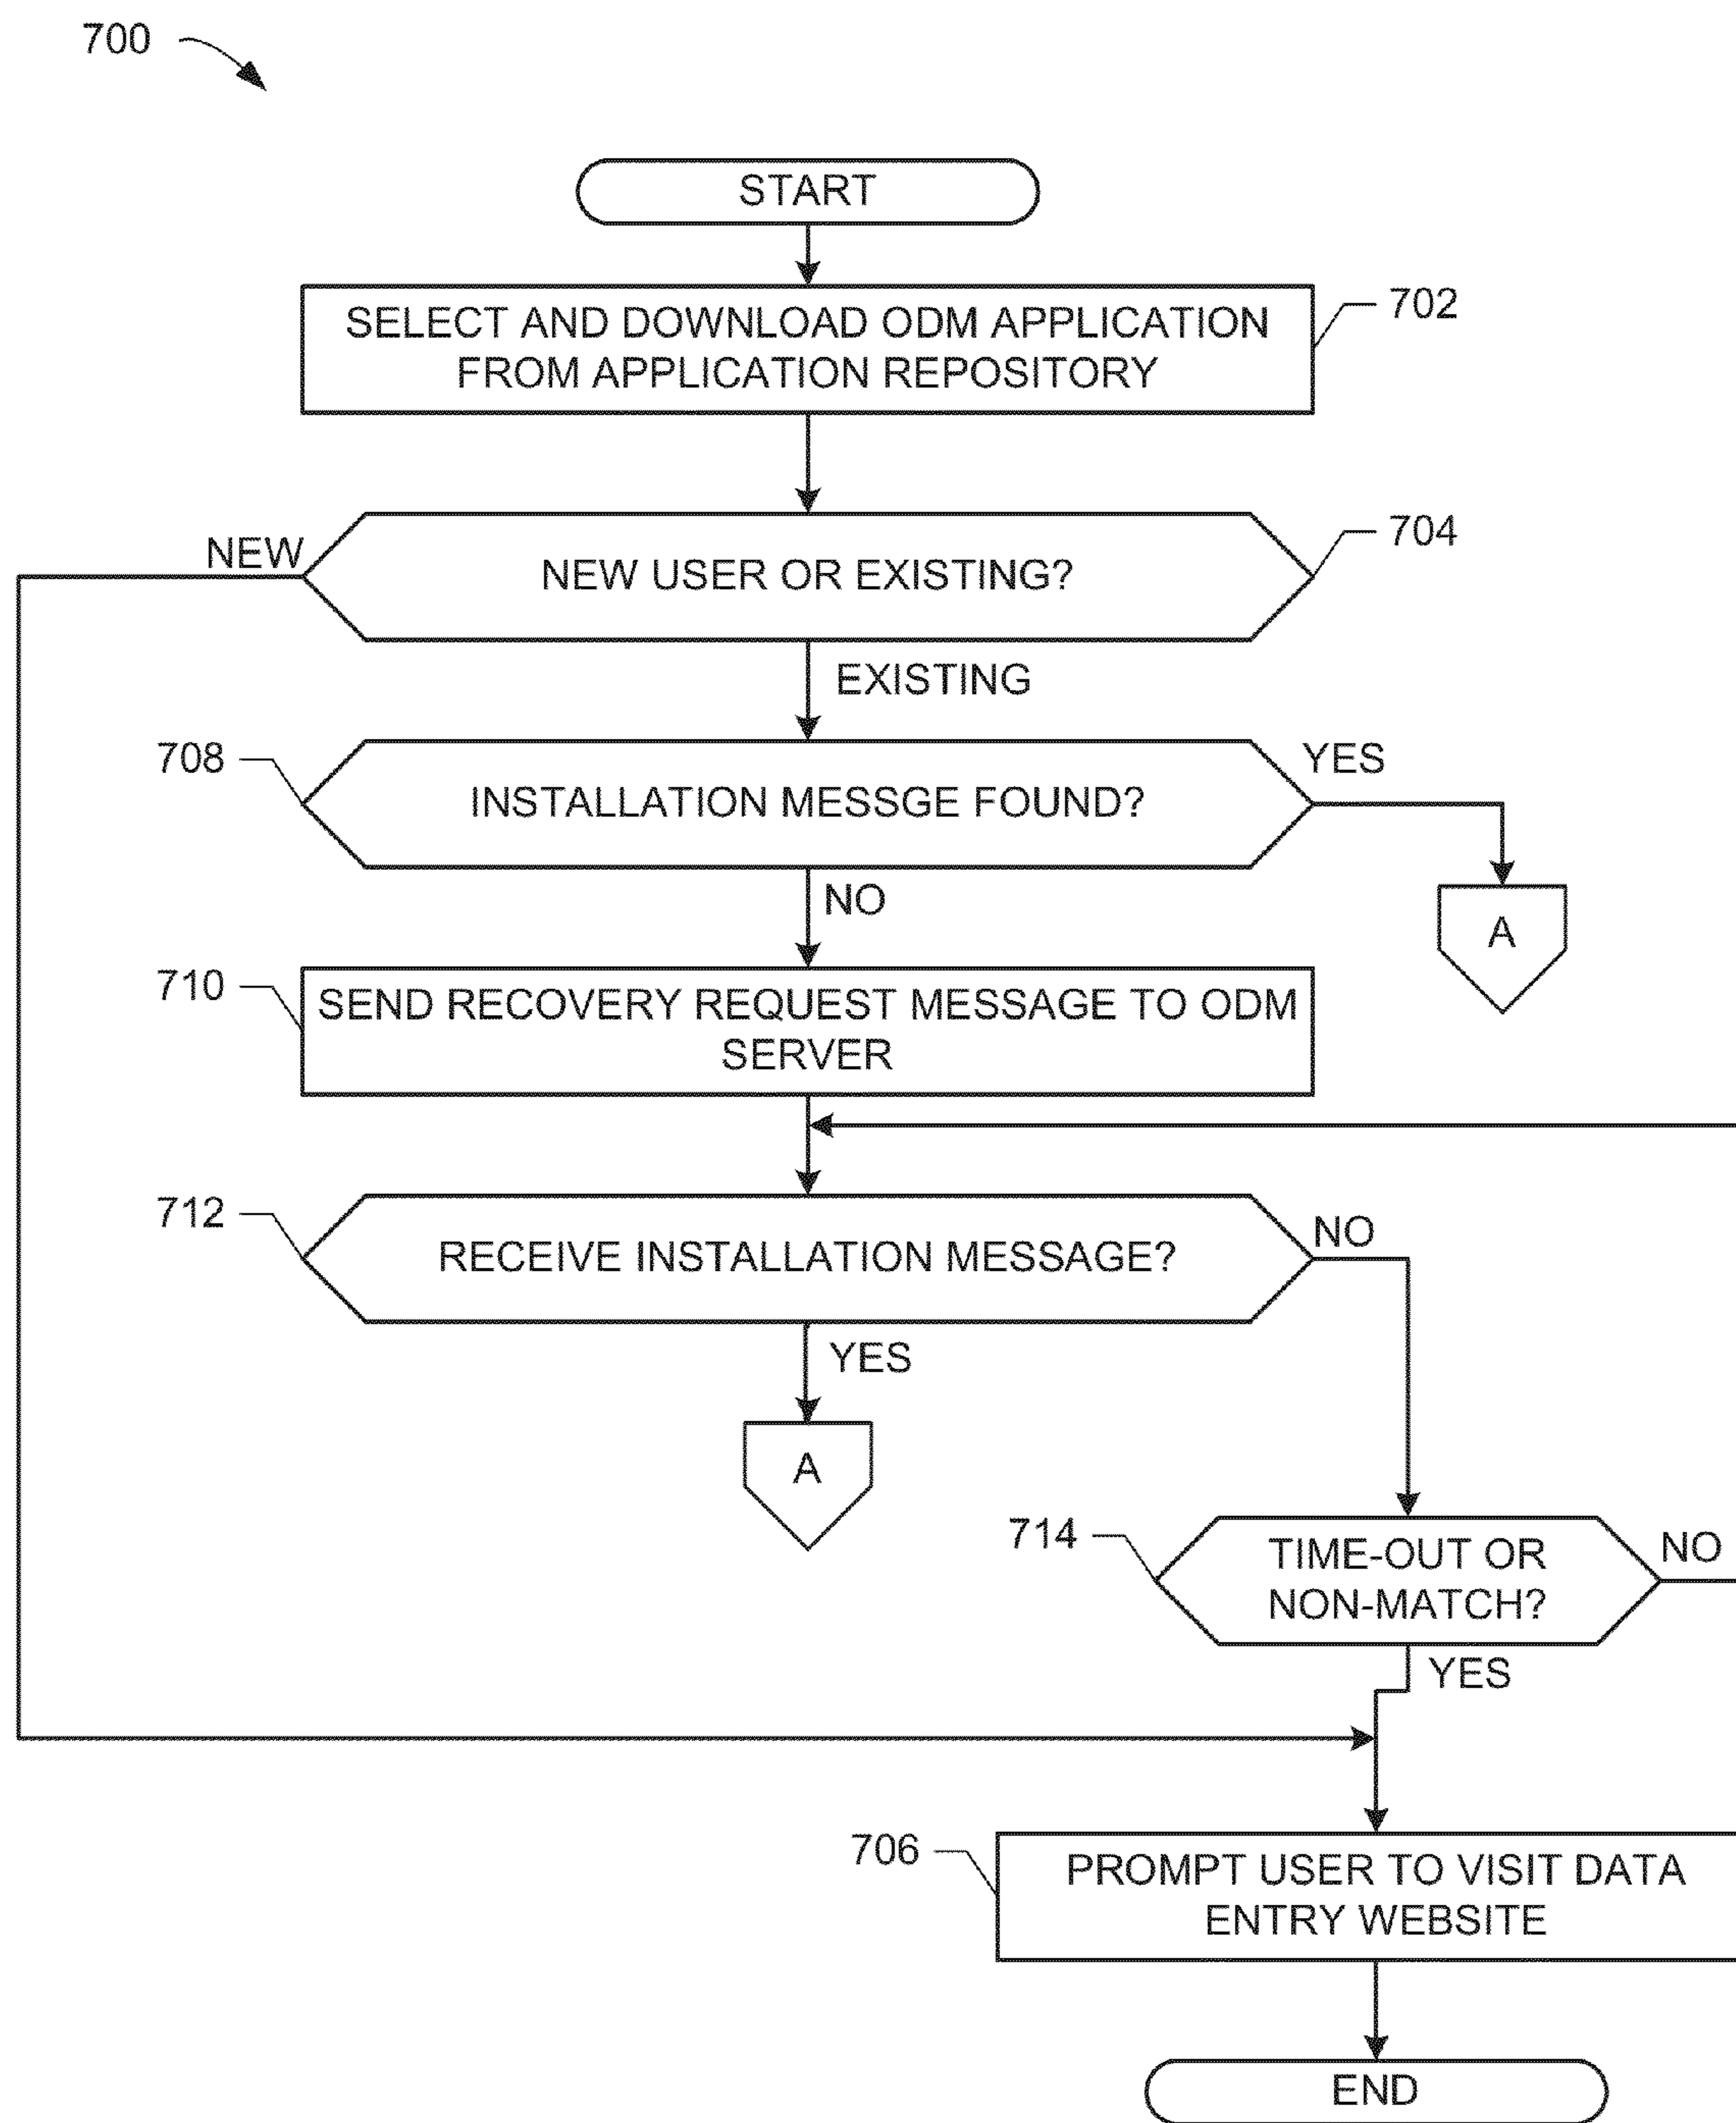 700
START
SELECT AND DOWNLOAD ODM APPLICATION
FROM APPLICATION REPOSITORY
702
NEW
NEW USER OR EXISTING?
704
EXISTING
708
INSTALLATION MESSGE FOUND?
YES
A
NO
710
SEND RECOVERY REQUEST MESSAGE TO ODM
SERVER
712
RECEIVE INSTALLATION MESSAGE?
NO
YES
A
714
TIME-OUT OR
NON-MATCH?
NO
YES
706
PROMPT USER TO VISIT DATA
ENTRY WEBSITE
END